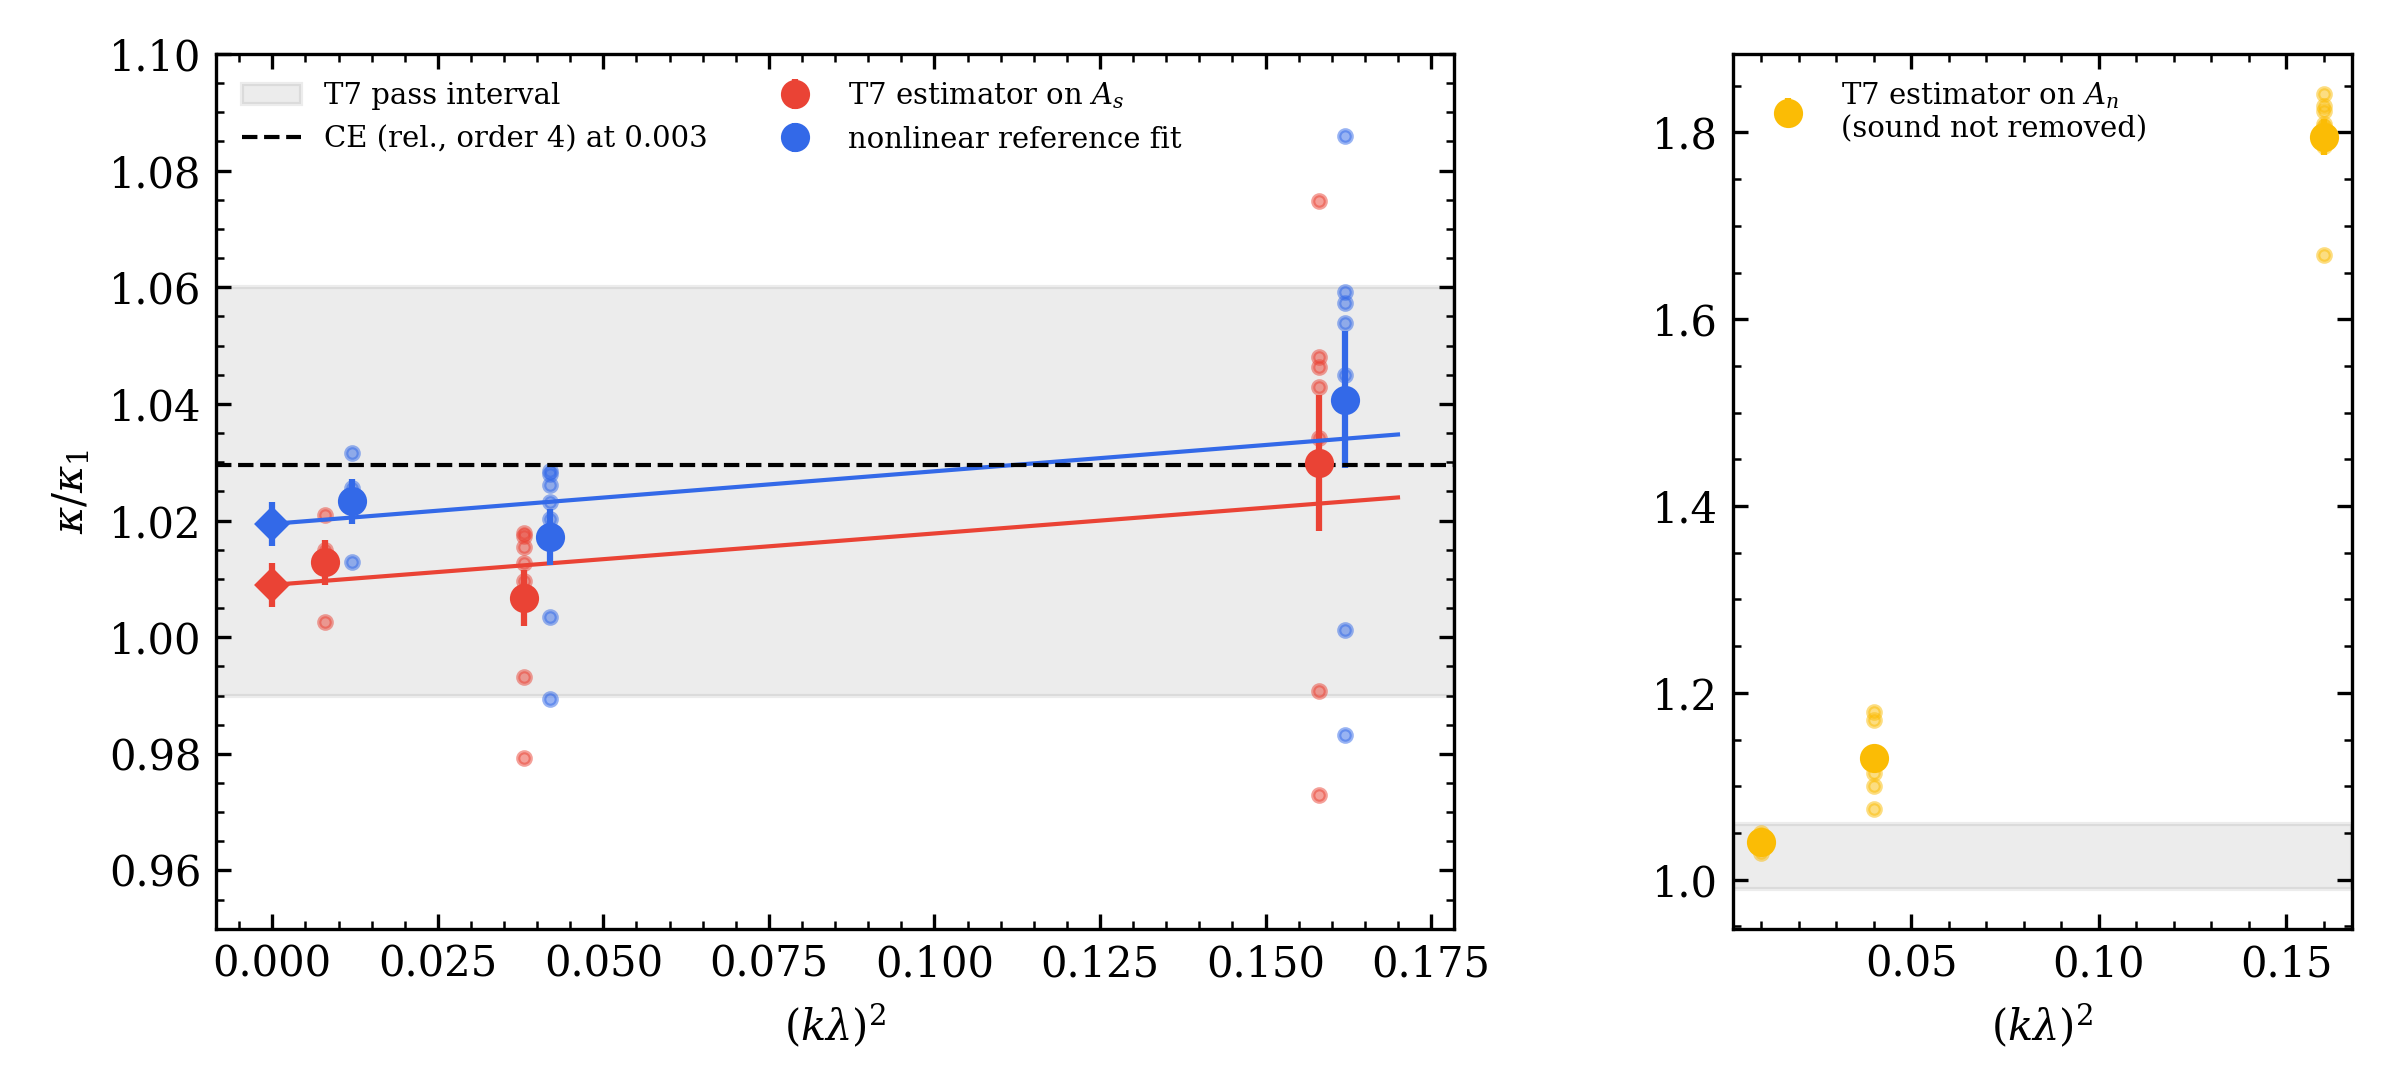 T7 pass interval
CE (rel., order 4) at 0.003
T7 estimator on A_s
nonlinear reference fit
1.10
1.08
1.06
1.04
1.02
1.00
0.98
0.96
κ/κ₁
0.000 0.025 0.050 0.075 0.100 0.125 0.150 0.175
(kλ)²
T7 estimator on A_n
(sound not removed)
1.8
1.6
1.4
1.2
1.0
0.05 0.10 0.15
(kλ)²